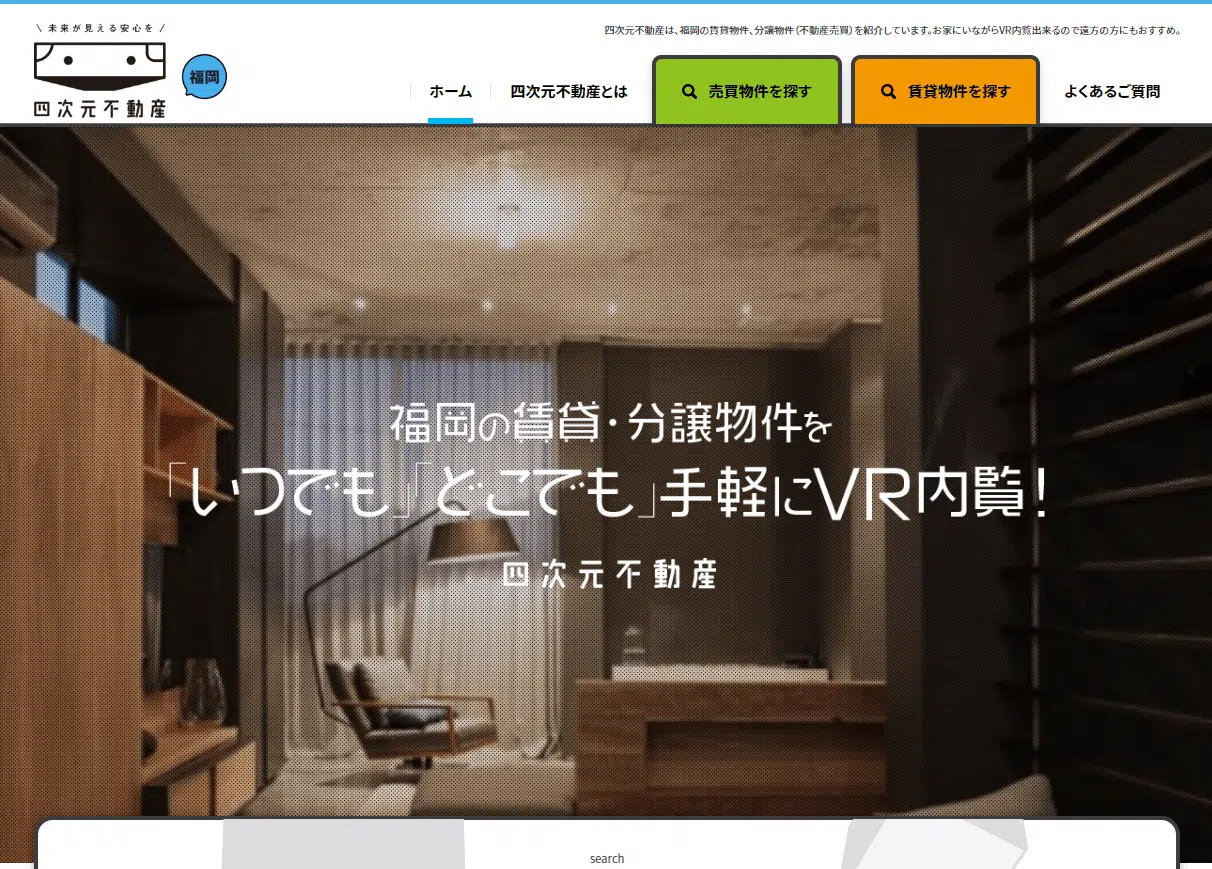 \ 未来が見える安心を /
四次元不動産
福岡
四次元不動産は、福岡の賃貸物件、分譲物件（不動産売買）を紹介しています。お家にいながらVR内覧出来るので遠方の方にもおすすめ。
ホーム
四次元不動産とは
売買物件を探す
賃貸物件を探す
よくあるご質問
福岡の賃貸・分譲物件を
「いつでも」「どこでも」手軽にVR内覧！
四次元不動産
search